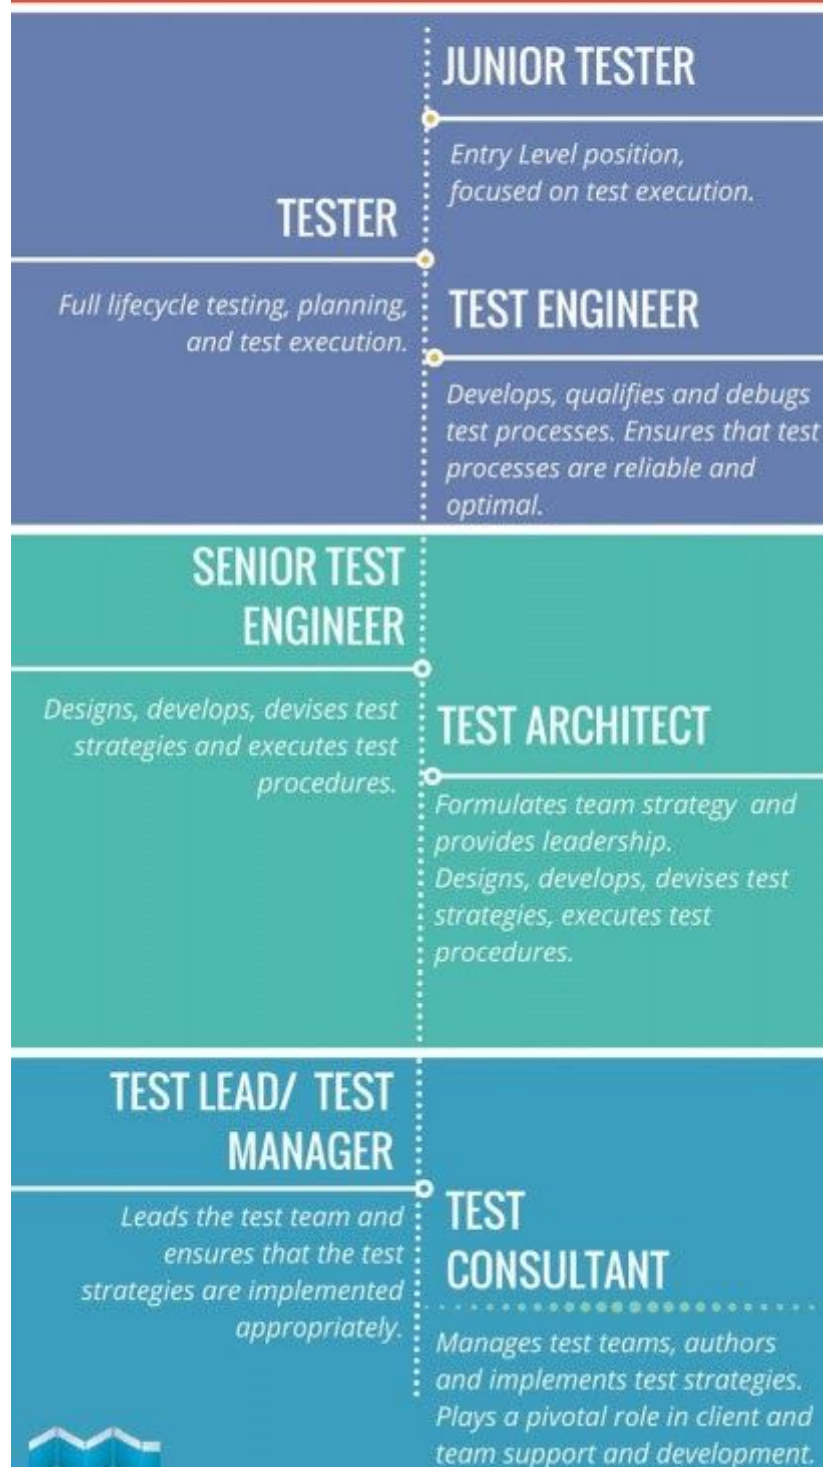 JUNIOR TESTER
Entry Level position,
focused on test execution.
TESTER
Full lifecycle testing, planning,
and test execution.
TEST ENGINEER
Develops, qualifies and debugs
test processes. Ensures that test
processes are reliable and
optimal.
SENIOR TEST
ENGINEER
Designs, develops, devises test
strategies and executes test
procedures.
TEST ARCHITECT
Formulates team strategy and
provides leadership.
Designs, develops, devises test
strategies, executes test
procedures.
TEST LEAD/ TEST
MANAGER
Leads the test team and
ensures that the test
strategies are implemented
appropriately.
TEST
CONSULTANT
Manages test teams, authors
and implements test strategies.
Plays a pivotal role in client and
team support and development.